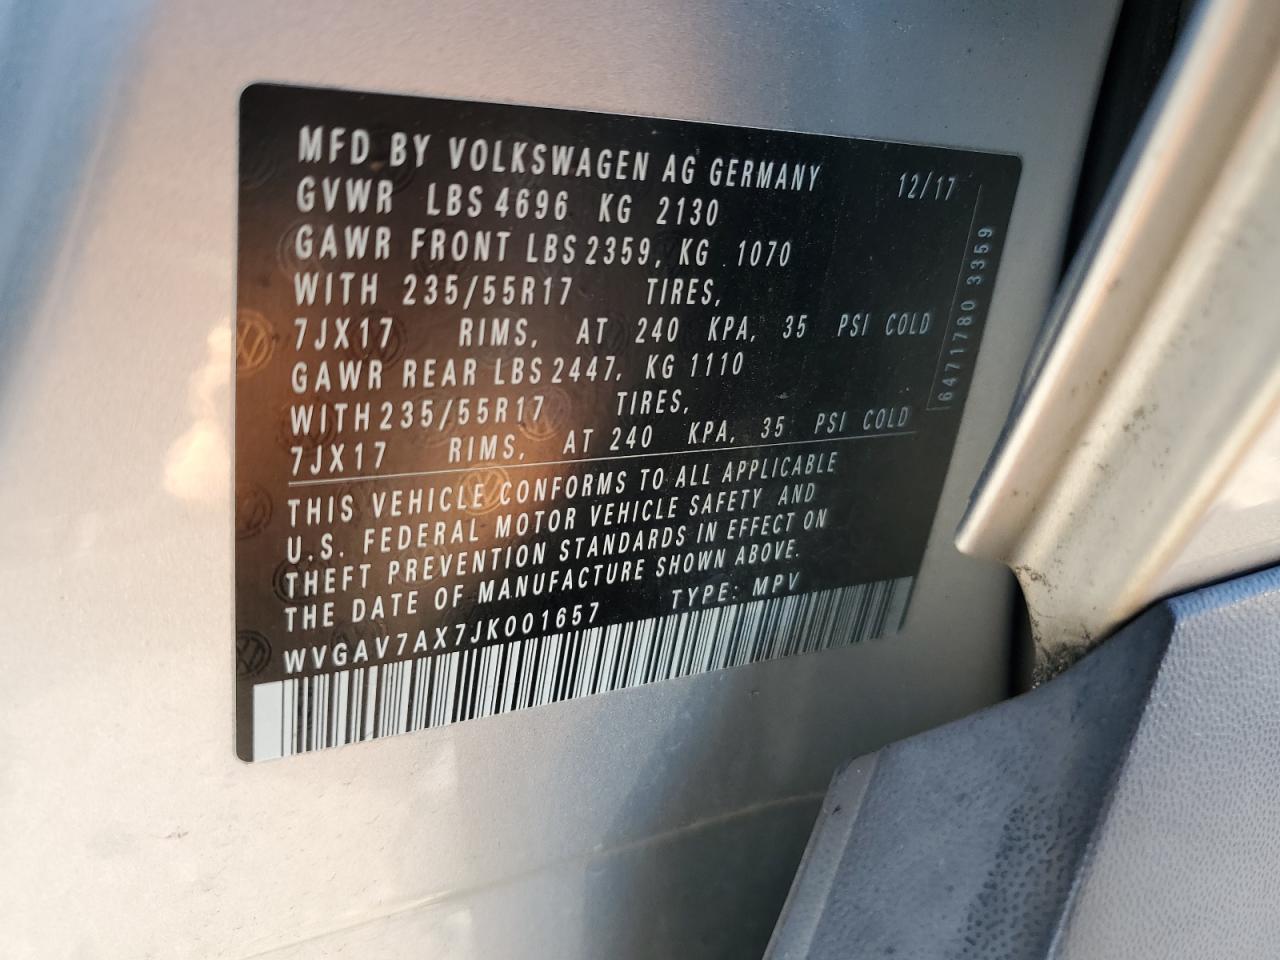 MFD BY VOLKSWAGEN AG GERMANY 12/17
GVWR LBS 4696 KG 2130
GAWR FRONT LBS 2359, KG 1070
WITH 235/55R17 TIRES,
7JX17 RIMS, AT 240 KPA, 35 PSI COLD
GAWR REAR LBS 2447, KG 1110
WITH 235/55R17 TIRES,
7JX17 RIMS, AT 240 KPA, 35 PSI COLD
THIS VEHICLE CONFORMS TO ALL APPLICABLE
U.S. FEDERAL MOTOR VEHICLE SAFETY AND
THEFT PREVENTION STANDARDS IN EFFECT ON
THE DATE OF MANUFACTURE SHOWN ABOVE.
WVGAV7AX7JK001657 TYPE: MPV
6471780 3359